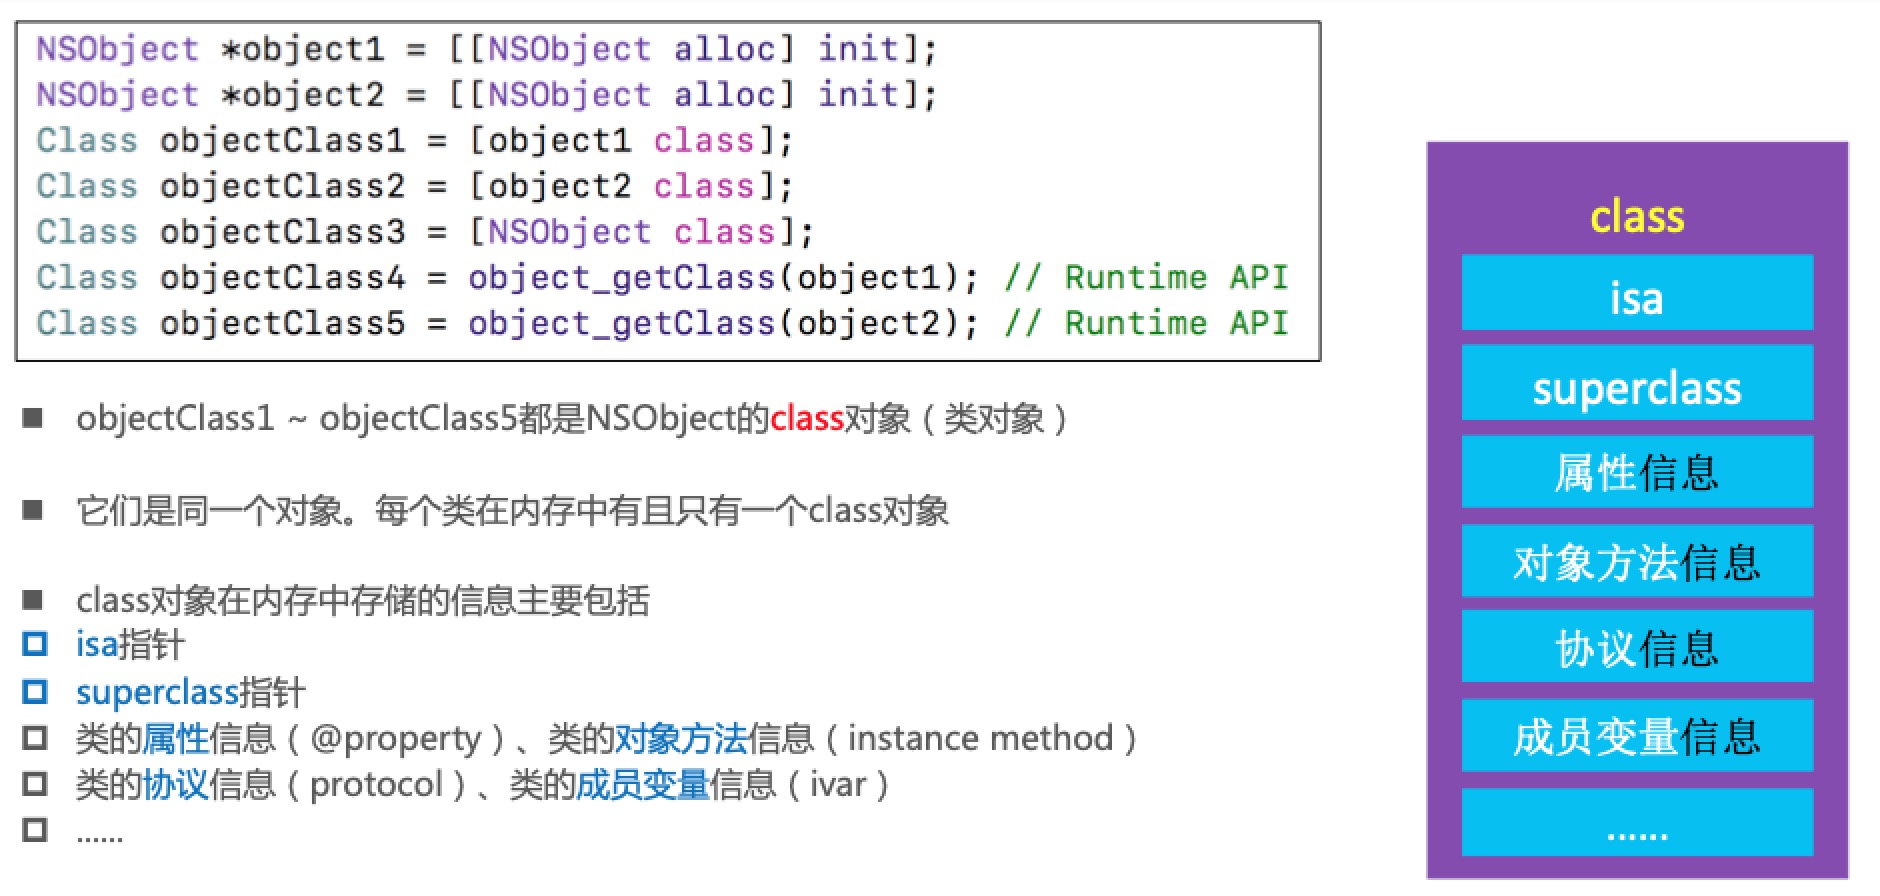 NSObject *object1 = [[NSObject alloc] init];
NSObject *object2 = [[NSObject alloc] init];
Class objectClass1 = [object1 class];
Class objectClass2 = [object2 class];
Class objectClass3 = [NSObject class];
Class objectClass4 = object_getClass(object1); // Runtime API
Class objectClass5 = object_getClass(object2); // Runtime API
objectClass1 ~ objectClass5都是NSObject的class对象（类对象）
它们是同一个对象。每个类在内存中有且只有一个class对象
class对象在内存中存储的信息主要包括
isa指针
superclass指针
类的属性信息（@property）、类的对象方法信息（instance method）
类的协议信息（protocol）、类的成员变量信息（ivar）
......
class
isa
superclass
属性信息
对象方法信息
协议信息
成员变量信息
......